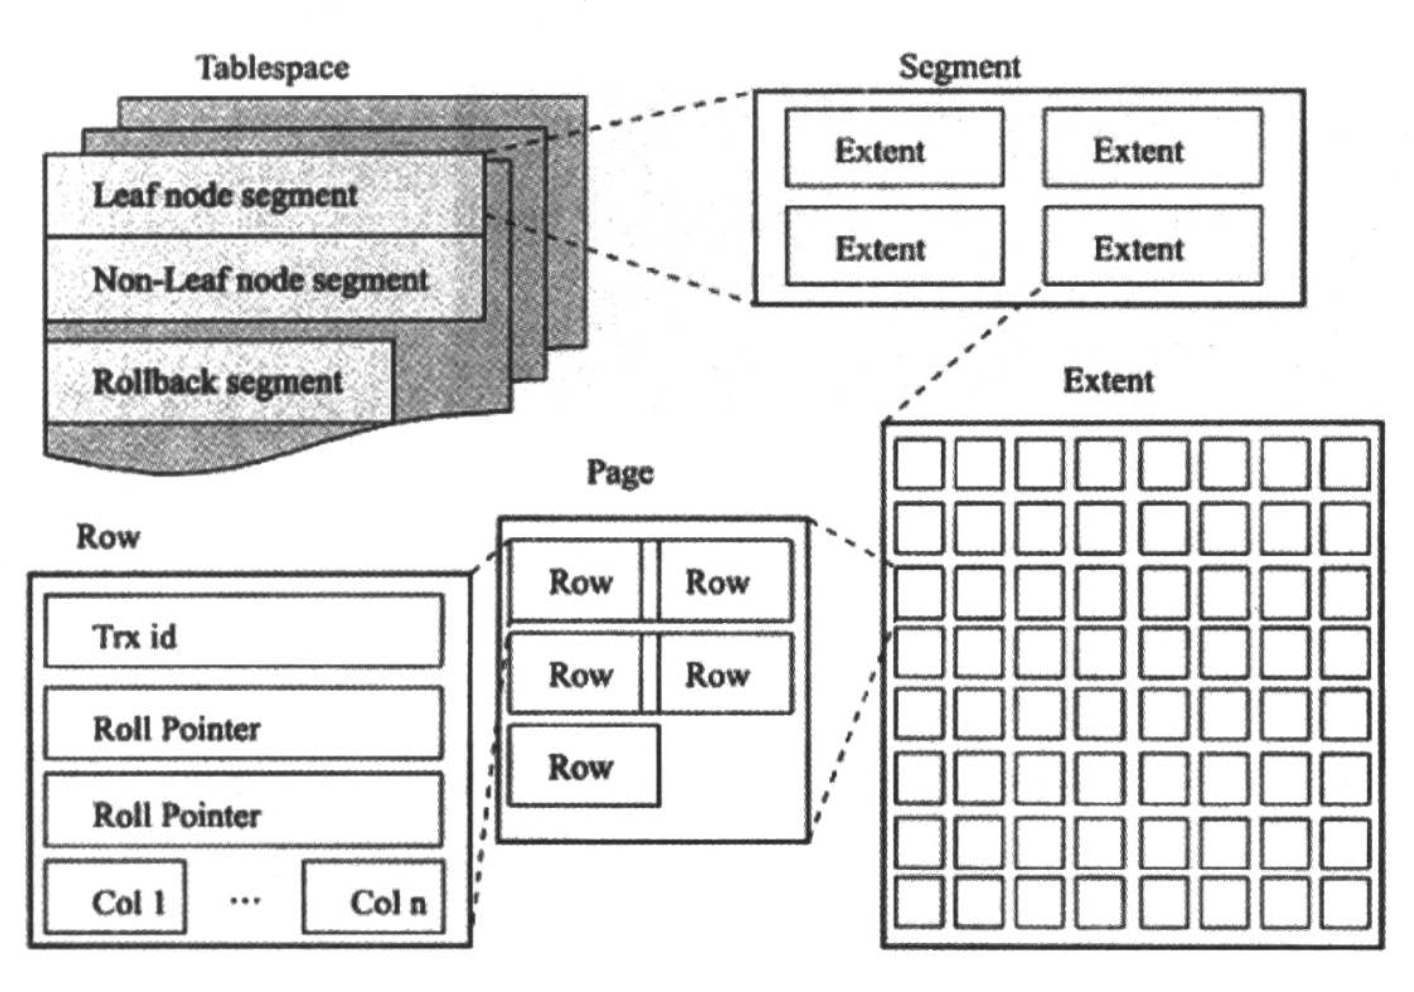 Tablespace
Leaf node segment
Non-Leaf node segment
Rollback segment
Segment
Extent Extent
Extent Extent
Extent
Page
Row Row
Row Row
Row
Row
Trx id
Roll Pointer
Roll Pointer
Col 1 ... Col n